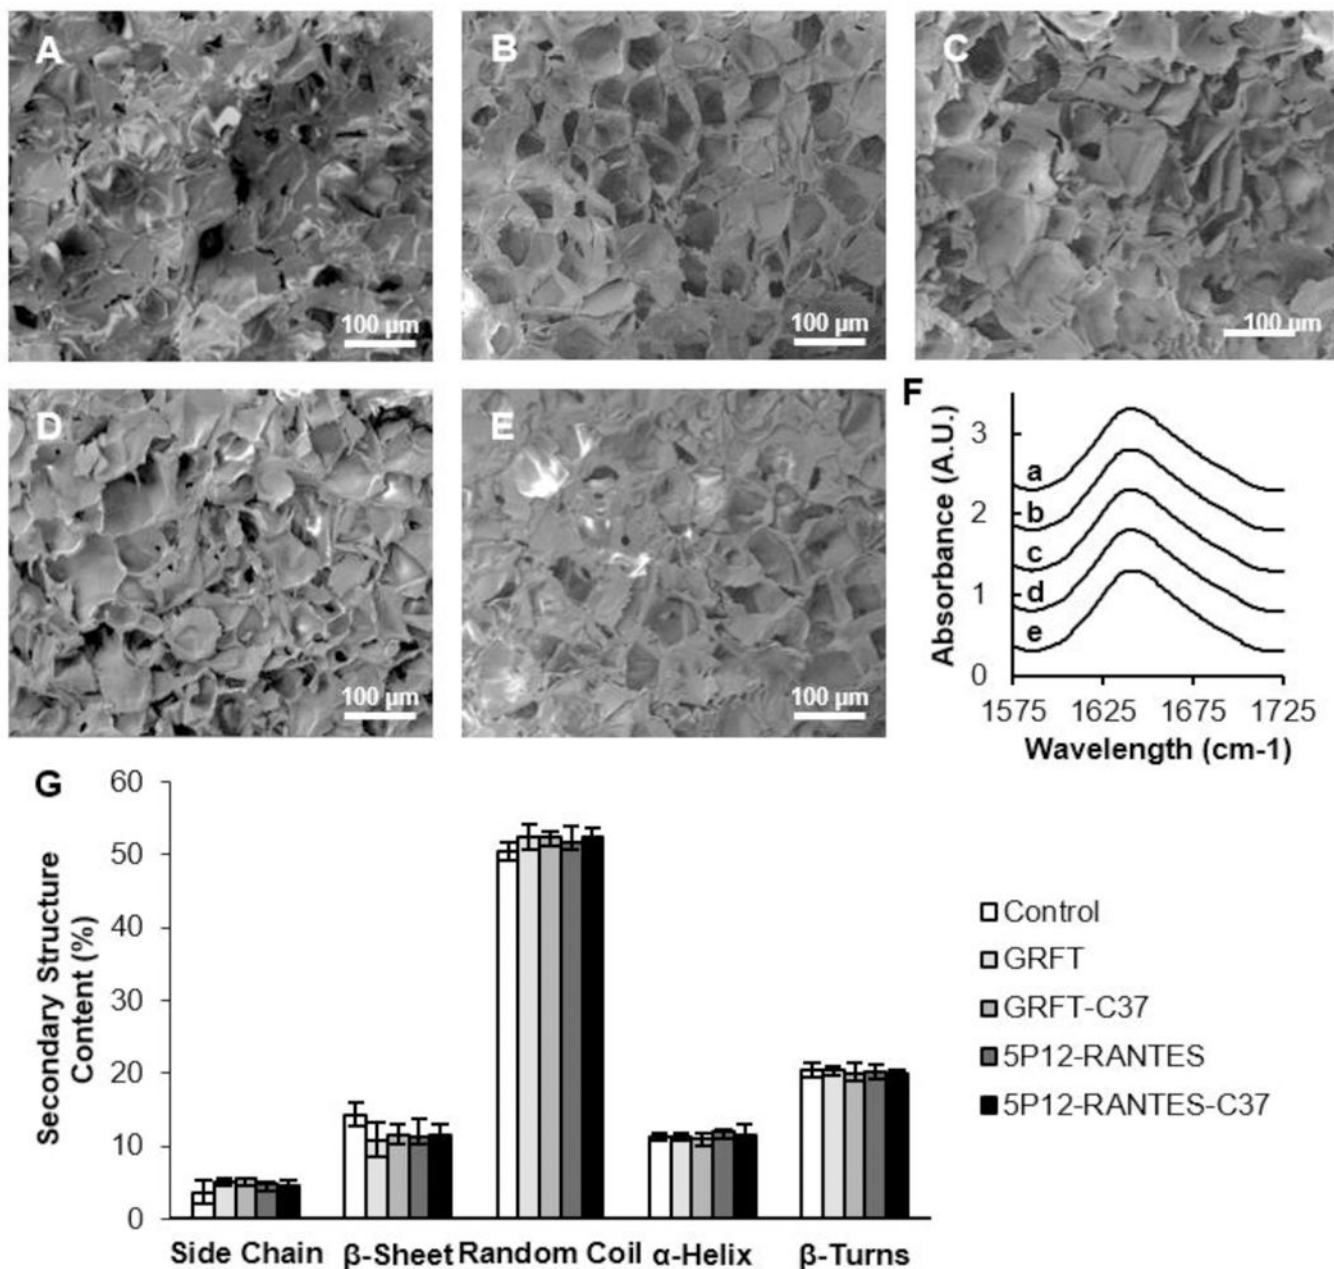 A
100 µm
B
100 µm
C
100 µm
D
100 µm
E
100 µm
F
Absorbance (A.U.)
3
2
1
0
a
b
c
d
e
1575 1625 1675 1725
Wavelength (cm-1)
G
Secondary Structure
Content (%)
60
50
40
30
20
10
0
Side Chain β-Sheet Random Coil α-Helix β-Turns
Control
GRFT
GRFT-C37
5P12-RANTES
5P12-RANTES-C37